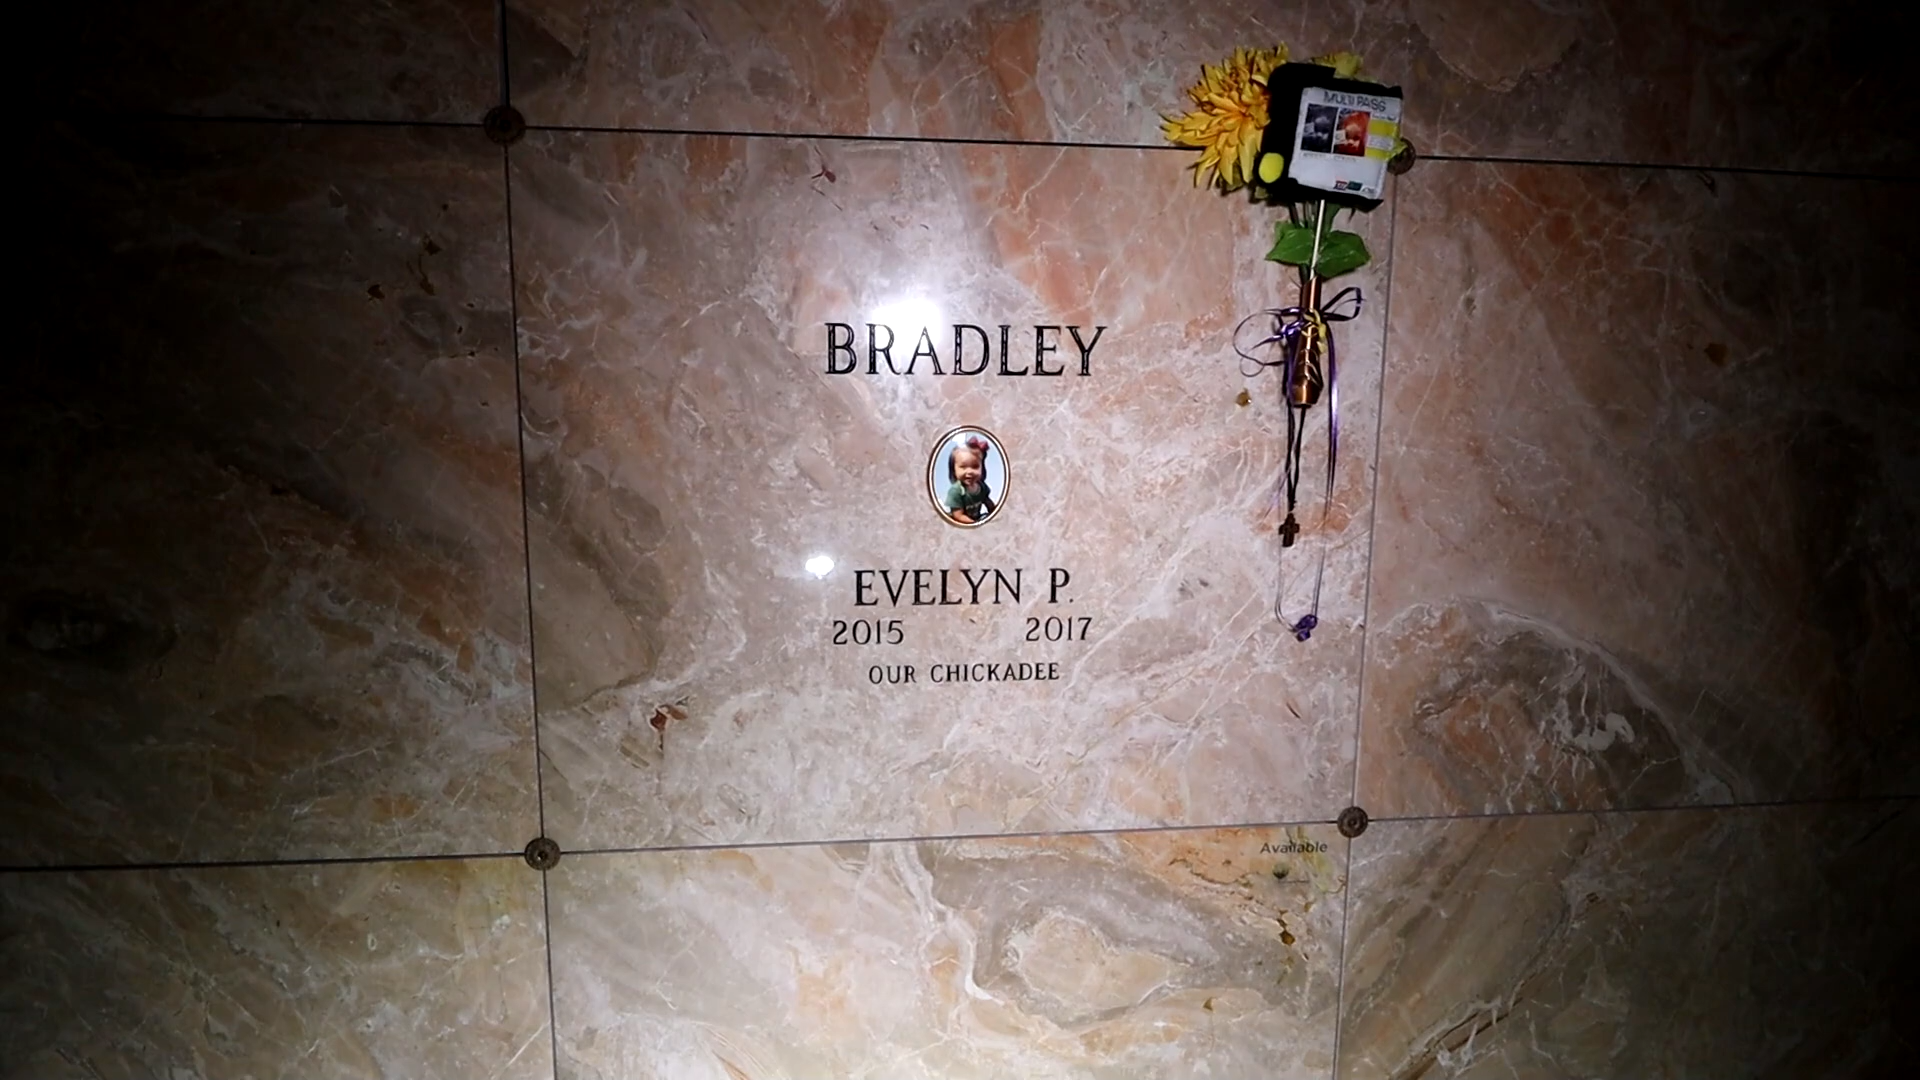 MULTI PASS
BRADLEY
EVELYN P.
2015 2017
OUR CHICKADEE
Available